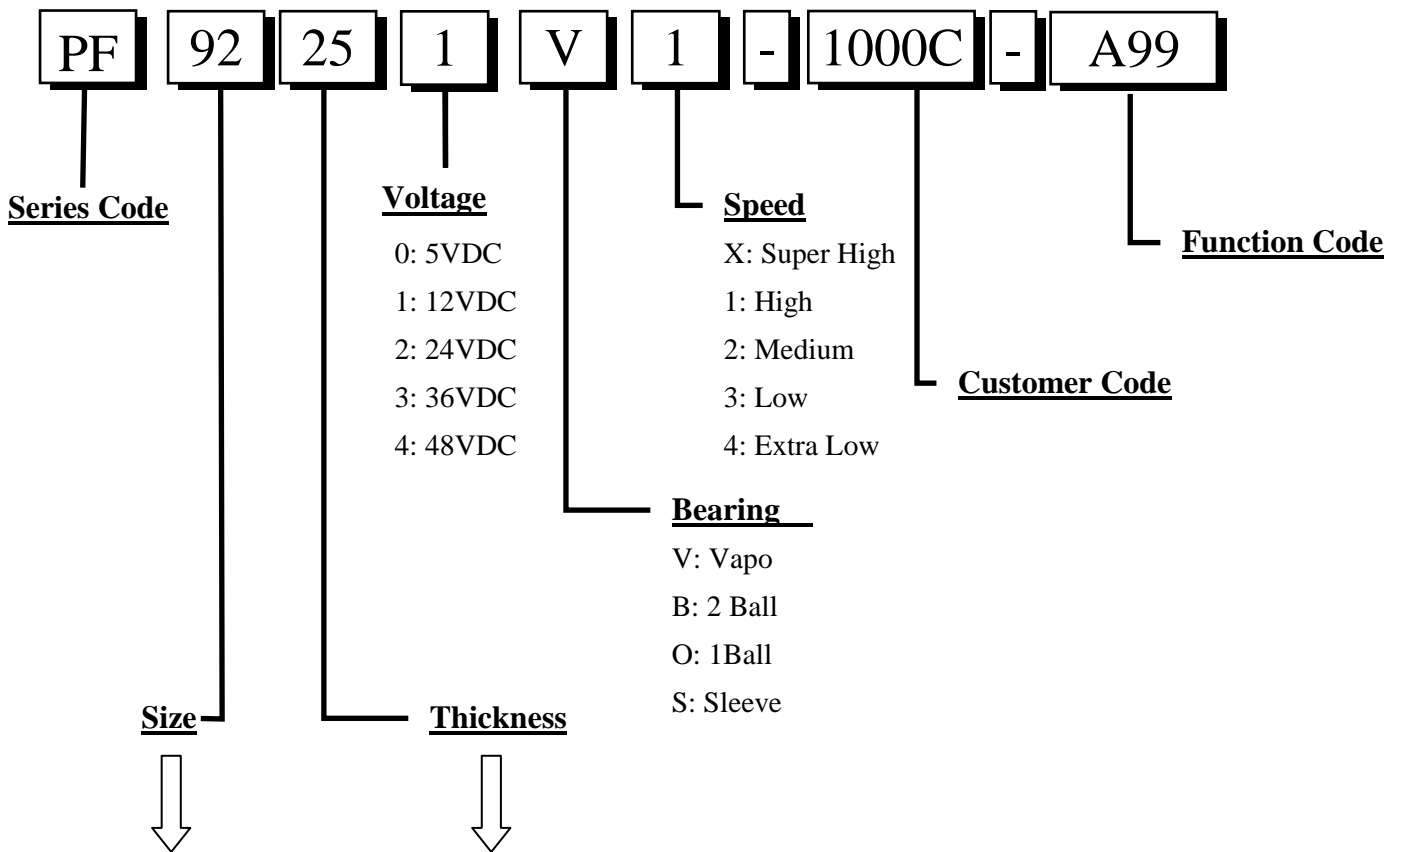 PF 92 25 1 V 1 - 1000C - A99
Series Code
Voltage
0: 5VDC
1: 12VDC
2: 24VDC
3: 36VDC
4: 48VDC
Speed
X: Super High
1: High
2: Medium
3: Low
4: Extra Low
Function Code
Customer Code
Bearing
V: Vapo
B: 2 Ball
O: 1Ball
S: Sleeve
Size
Thickness